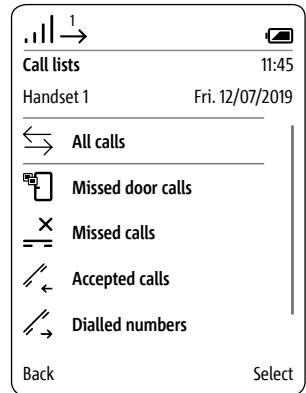 1
Call lists 11:45
Handset 1 Fri. 12/07/2019
All calls
Missed door calls
Missed calls
Accepted calls
Dialled numbers
Back Select